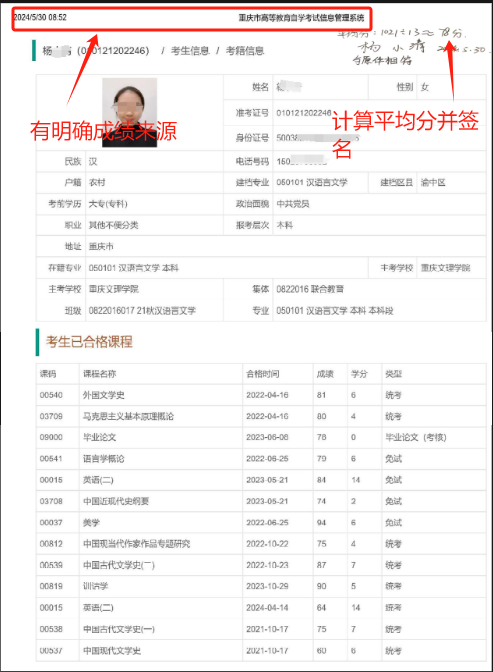 2024/5/30 08:52 重庆市高等教育自学考试信息管理系统
平均分: 1021÷13≈78分.
杨小 2024.5.30.
与原件相符
杨 (050121202246) / 考生信息 / 考籍信息
有明确成绩来源
计算平均分并签名
姓名 性别 女
准考证号 010121202246
身份证号 5003
民族 汉 电话号码 150
户籍 农村 建档专业 050101 汉语言文学 建档区县 渝中区
考前学历 大专(专科) 政治面貌 中共党员
职业 其他不便分类 报考层次 本科
地址 重庆市
在籍专业 050101 汉语言文学 本科 主考学校 重庆文理学院
主考学校 重庆文理学院 集体 0822016 联合教育
班级 0822016017 21秋汉语言文学 专业 050101 汉语言文学 本科 本科段
考生已合格课程
课码 课程名称 合格时间 成绩 学分 类型
00540 外国文学史 2022-04-16 81 6 统考
03709 马克思主义基本原理概论 2022-04-16 80 4 统考
09000 毕业论文 2023-06-06 78 0 毕业论文（考核）
00541 语言学概论 2022-06-25 79 6 免试
00015 英语(二) 2023-05-21 84 14 免试
03708 中国近现代史纲要 2023-05-21 74 2 免试
00037 美学 2022-06-25 94 6 免试
00812 中国现当代作家作品专题研究 2022-10-22 75 4 统考
00539 中国古代文学史(二) 2022-10-23 87 7 统考
00819 训诂学 2023-10-29 90 5 统考
00015 英语(二) 2024-04-14 64 14 统考
00538 中国古代文学史(一) 2021-10-17 75 7 统考
00537 中国现代文学史 2021-10-17 60 6 统考